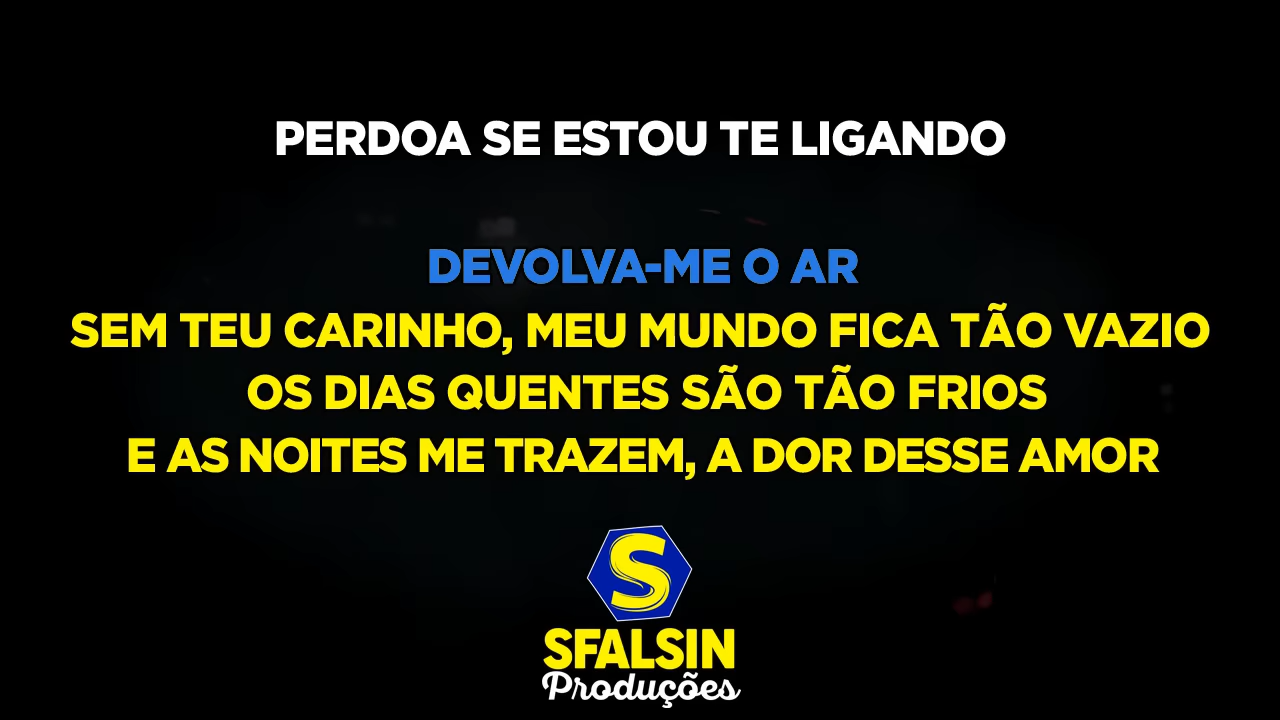 PERDOA SE ESTOU TE LIGANDO
DEVOLVA-ME O AR
SEM TEU CARINHO, MEU MUNDO FICA TÃO VAZIO
OS DIAS QUENTES SÃO TÃO FRIOS
E AS NOITES ME TRAZEM, A DOR DESSE AMOR
S
SFALSIN
Produções